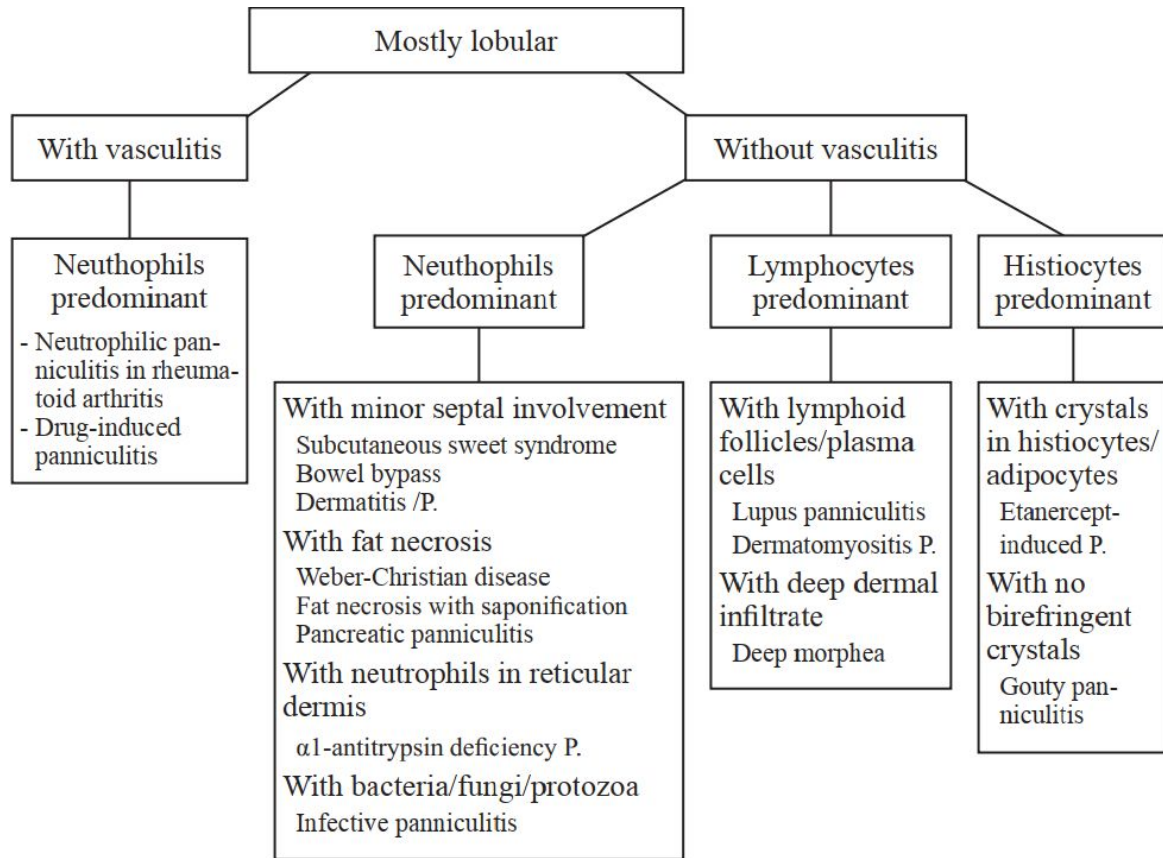 Mostly lobular
With vasculitis
Without vasculitis
Neuthophils
predominant
- Neutrophilic pan-
niculitis in rheuma-
toid arthritis
- Drug-induced
panniculitis
Neuthophils
predominant
With minor septal involvement
Subcutaneous sweet syndrome
Bowel bypass
Dermatitis /P.
With fat necrosis
Weber-Christian disease
Fat necrosis with saponification
Pancreatic panniculitis
With neutrophils in reticular
dermis
α1-antitrypsin deficiency P.
With bacteria/fungi/protozoa
Infective panniculitis
Lymphocytes
predominant
With lymphoid
follicles/plasma
cells
Lupus panniculitis
Dermatomyositis P.
With deep dermal
infiltrate
Deep morphea
Histiocytes
predominant
With crystals
in histiocytes/
adipocytes
Etanercept-
induced P.
With no
birefringent
crystals
Gouty pan-
niculitis